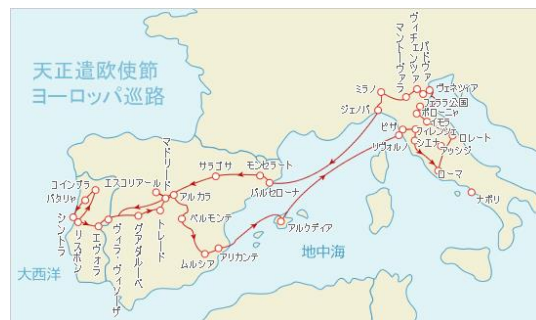 天正遣欧使節
ヨーロッパ巡路
ミラノ
マントーヴァ
ヴィチェンツァ
パドヴァ
ヴェネツィア
フェララ公国
ボローニャ
イモラ
フィレンツェ
シエナ
アッシジ
ロレート
ローマ
ナポリ
ジェノバ
ピザ
リヴォルノ
マドリード
サラゴサ
モンセラート
バルセローナ
エスコリアール
アルカラ
コインブラ
バタリャ
シントラ
リスボン
エヴォラ
ヴィラ・ヴィソーザ
グァダルーペ
トレード
ベルモンテ
ムルシア
アリカンテ
アルクディア
大西洋
地中海